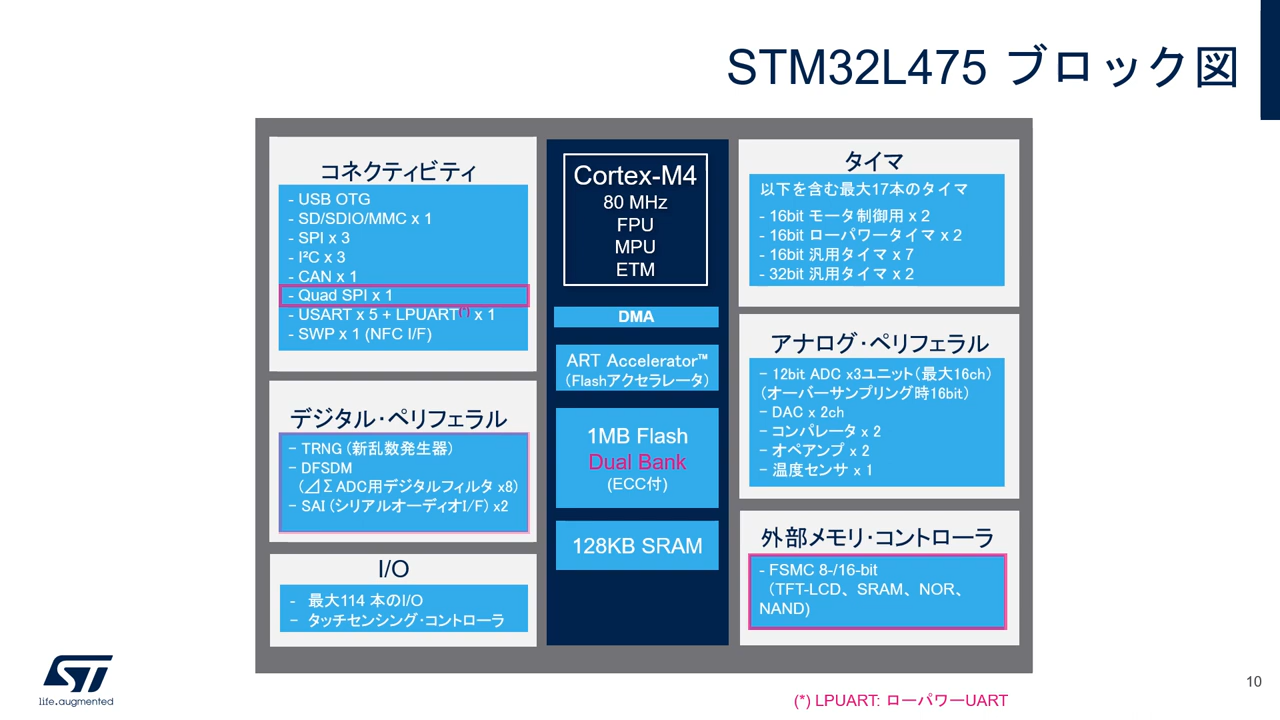 STM32L475 ブロック図
コネクティビティ
- USB OTG
- SD/SDIO/MMC x 1
- SPI x 3
- I²C x 3
- CAN x 1
- Quad SPI x 1
- USART x 5 + LPUART(*) x 1
- SWP x 1 (NFC I/F)
デジタル・ペリフェラル
- TRNG (新乱数発生器)
- DFSDM
(⊿Σ ADC用デジタルフィルタ x8)
- SAI (シリアルオーディオI/F) x2
I/O
- 最大114 本のI/O
- タッチセンシング・コントローラ
Cortex-M4
80 MHz
FPU
MPU
ETM
DMA
ART Accelerator™
(Flashアクセラレータ)
1MB Flash
Dual Bank
(ECC付)
128KB SRAM
タイマ
以下を含む最大17本のタイマ
- 16bit モータ制御用 x 2
- 16bit ローパワータイマ x 2
- 16bit 汎用タイマ x 7
- 32bit 汎用タイマ x 2
アナログ・ペリフェラル
- 12bit ADC x3ユニット(最大16ch)
(オーバーサンプリング時16bit)
- DAC x 2ch
- コンパレータ x 2
- オペアンプ x 2
- 温度センサ x 1
外部メモリ・コントローラ
- FSMC 8-/16-bit
(TFT-LCD、SRAM、NOR、
NAND)
ST
life.augmented
(*) LPUART: ローパワーUART
10